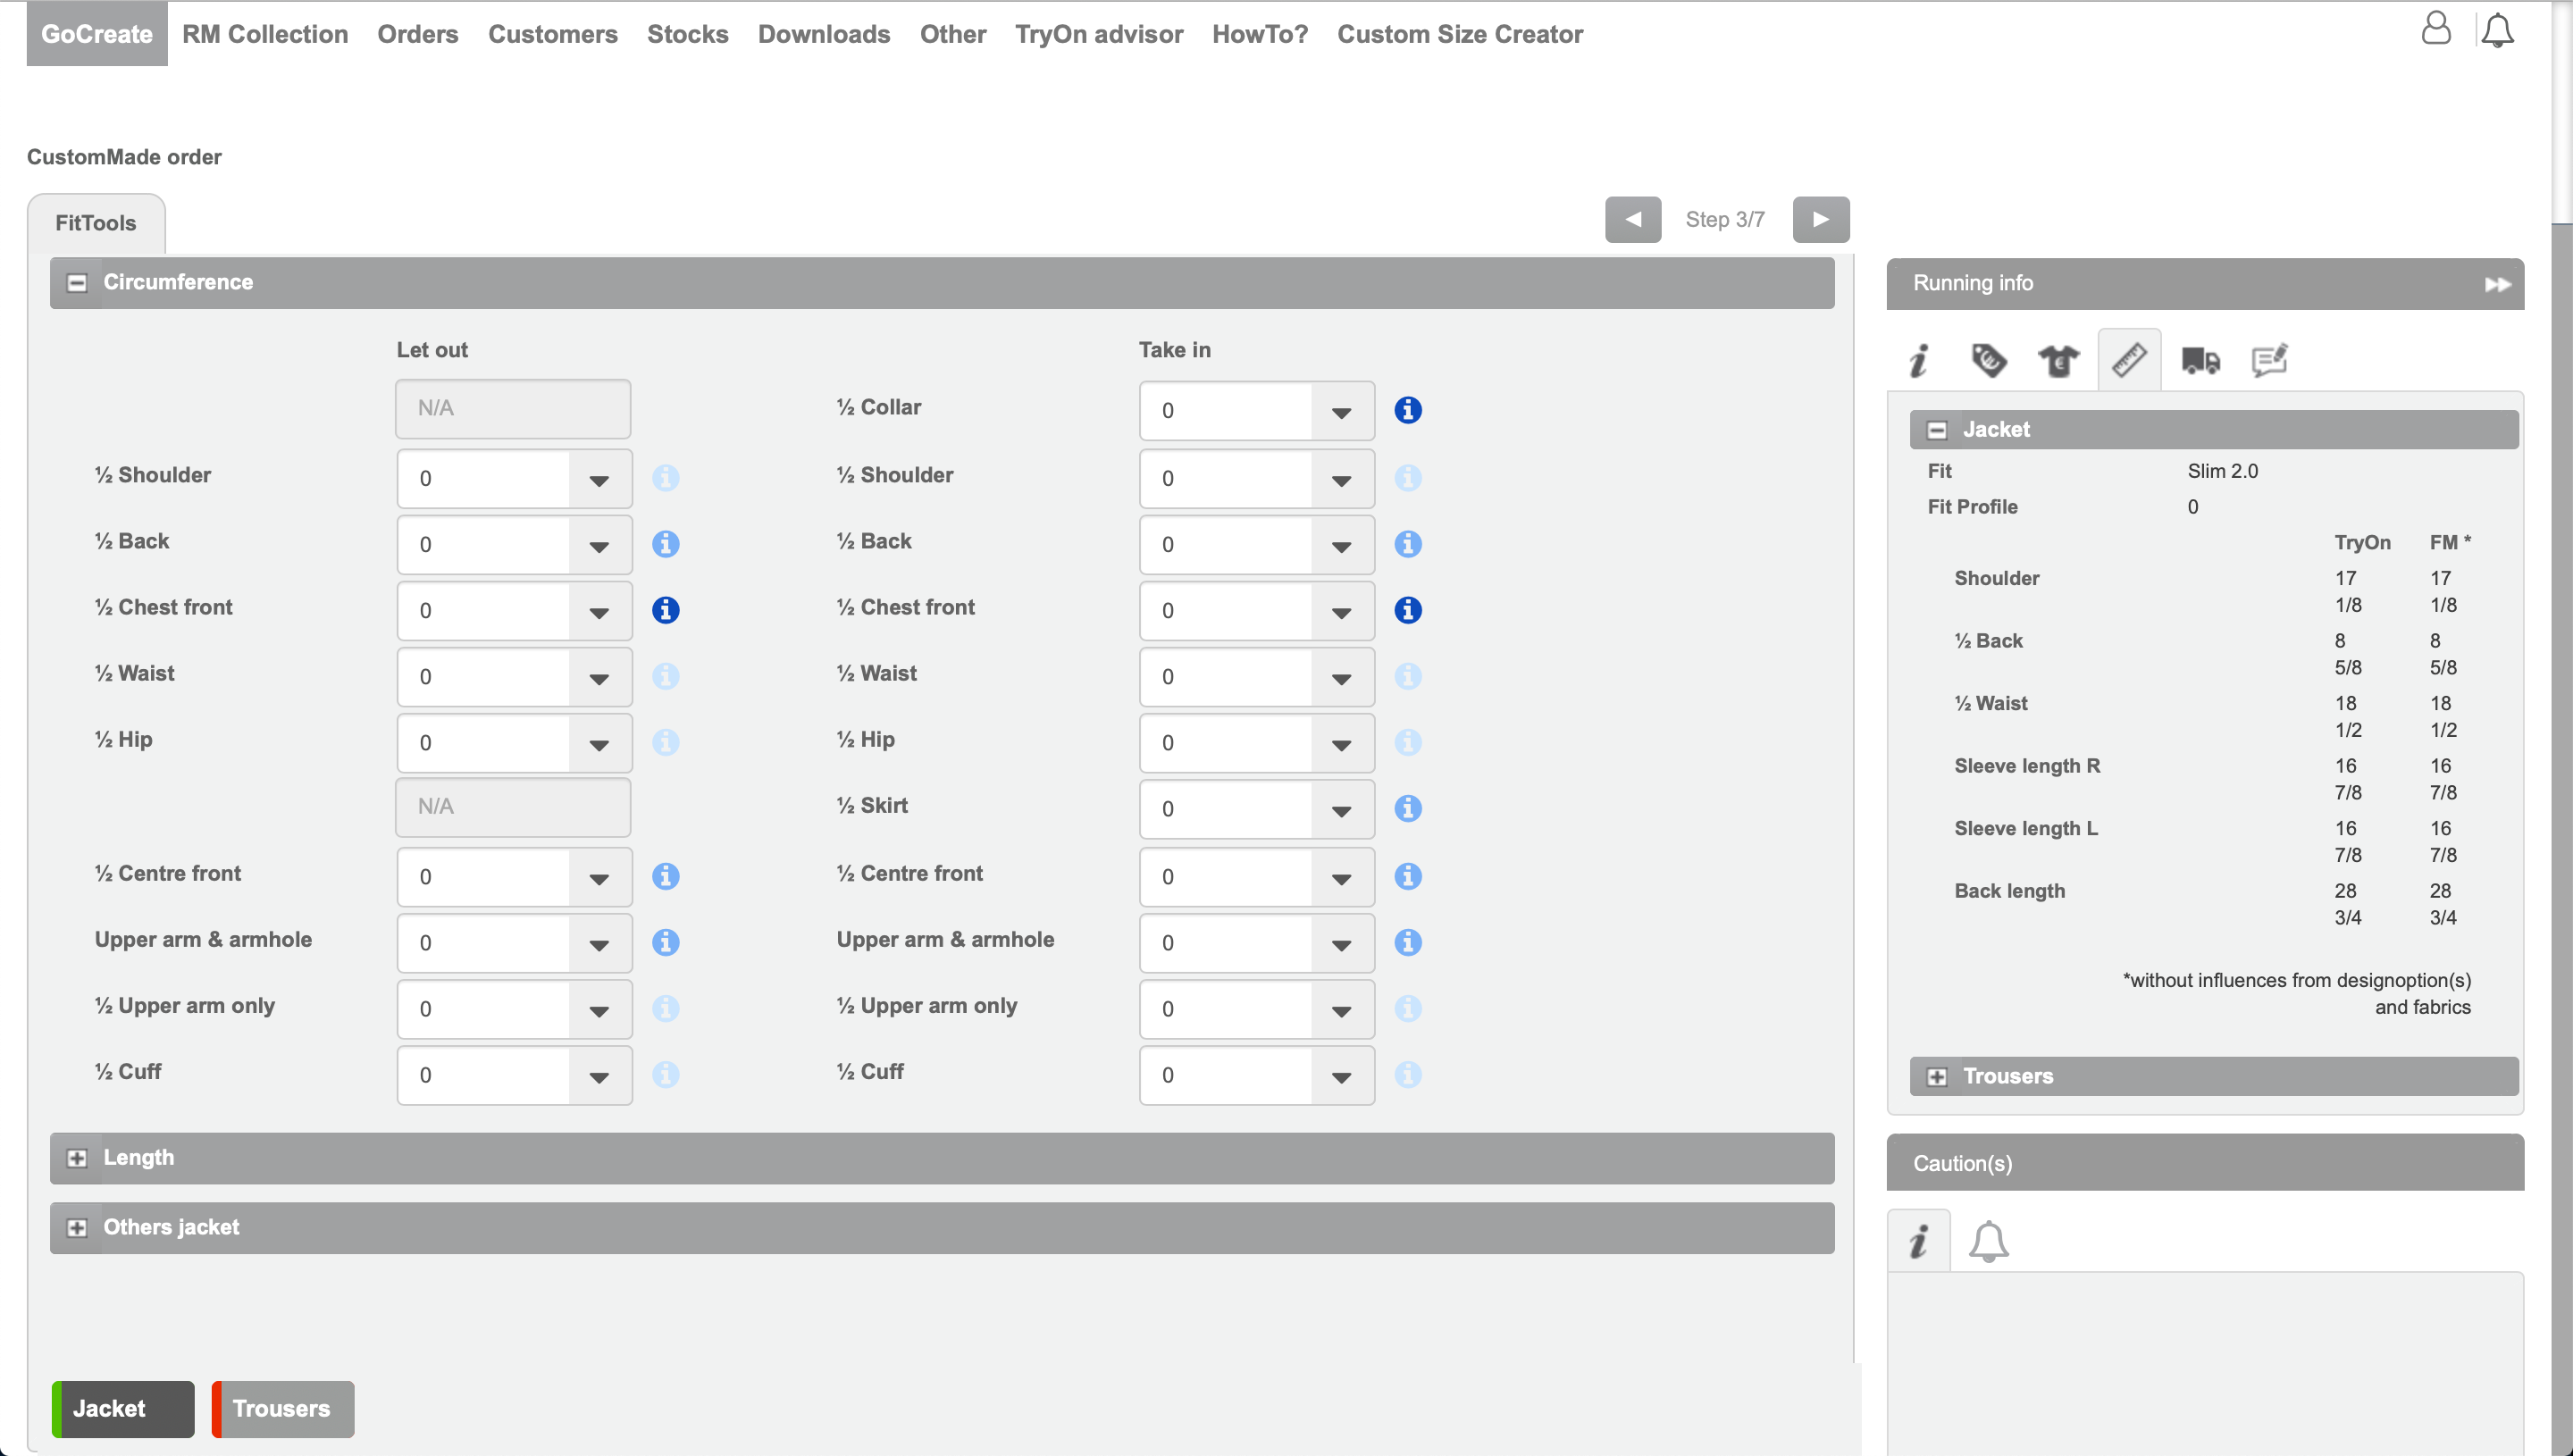 GoCreate RM Collection Orders Customers Stocks Downloads Other TryOn advisor HowTo? Custom Size Creator
CustomMade order
FitTools
Step 3/7
Circumference
Let out Take in
N/A ½ Collar 0
½ Shoulder 0 ½ Shoulder 0
½ Back 0 ½ Back 0
½ Chest front 0 ½ Chest front 0
½ Waist 0 ½ Waist 0
½ Hip 0 ½ Hip 0
N/A ½ Skirt 0
½ Centre front 0 ½ Centre front 0
Upper arm & armhole 0 Upper arm & armhole 0
½ Upper arm only 0 ½ Upper arm only 0
½ Cuff 0 ½ Cuff 0
Length
Others jacket
Jacket Trousers
Running info
Jacket
Fit Slim 2.0
Fit Profile 0
TryOn FM *
Shoulder 17 17
1/8 1/8
½ Back 8 8
5/8 5/8
½ Waist 18 18
1/2 1/2
Sleeve length R 16 16
7/8 7/8
Sleeve length L 16 16
7/8 7/8
Back length 28 28
3/4 3/4
*without influences from designoption(s)
and fabrics
Trousers
Caution(s)